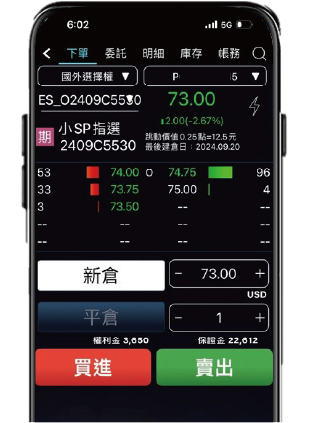 6:02
5G
下單 委託 明細 庫存 帳務
國外選擇權 ▼ P 5 ▼
ES_O2409C5530 73.00
2.00(-2.67%)
期 小SP指選 2409C5530
跳動價值0.25點=12.5元
最後建倉日：2024.09.20
53 74.00 0 74.75 96
33 73.75 75.00 4
3 73.50 -- --
-- -- -- --
-- -- -- --
新倉 - 73.00 +
USD
平倉 - 1 +
權利金 3,650 保證金 22,612
買進 賣出